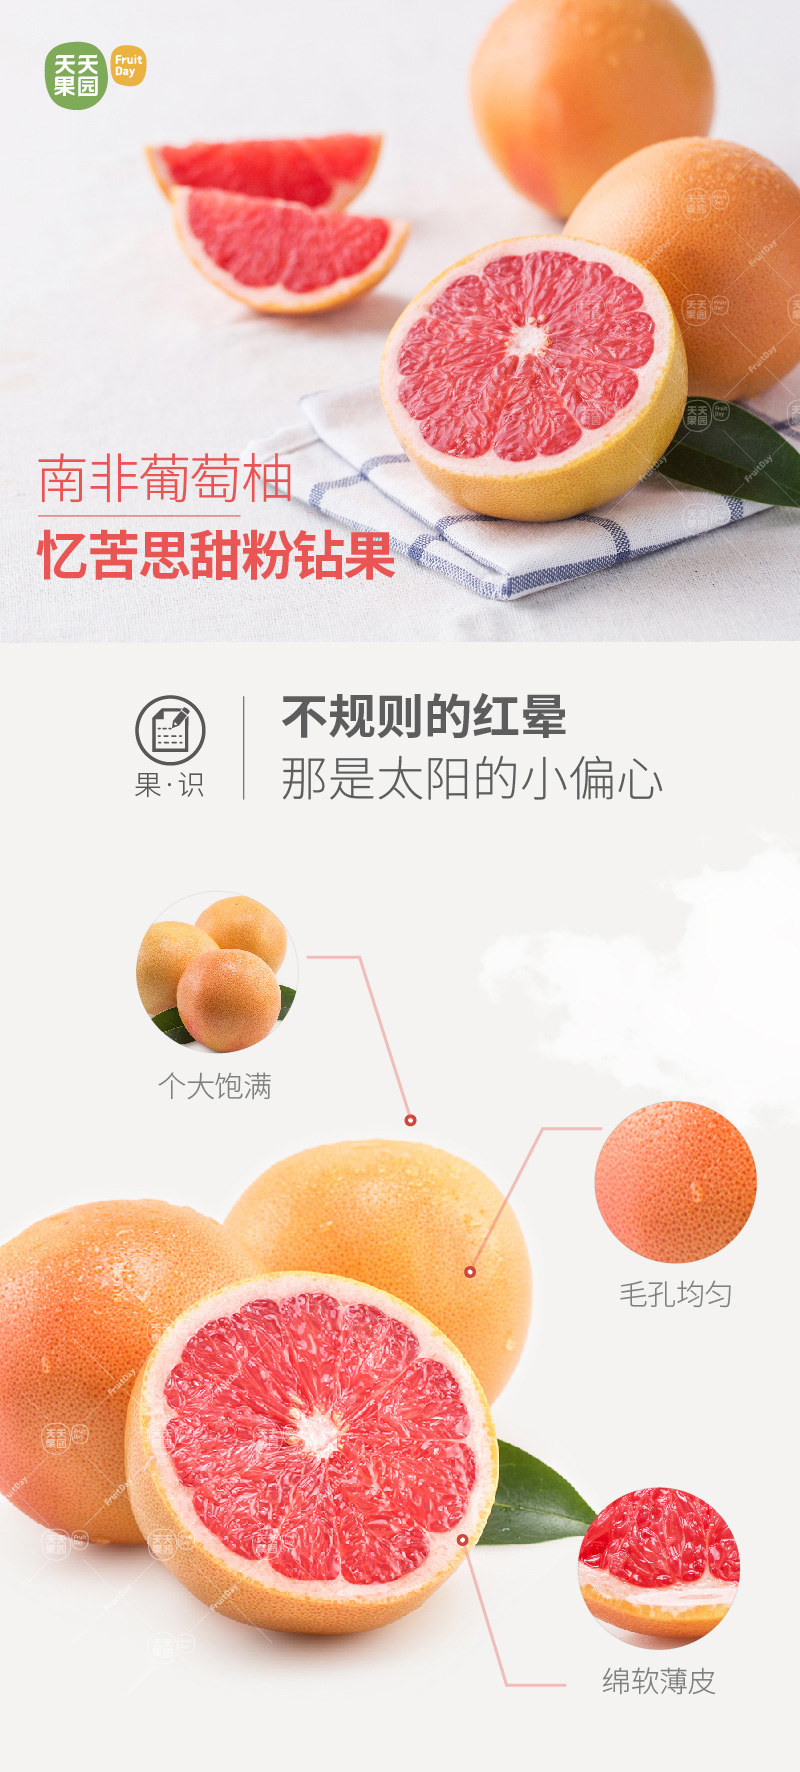 天天
果园
Fruit
Day
南非葡萄柚
忆苦思甜粉钻果
果·识
不规则的红晕
那是太阳的小偏心
个大饱满
毛孔均匀
绵软薄皮